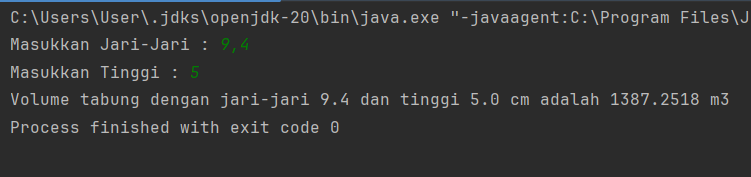 C:\Users\User\.jdks\openjdk-20\bin\java.exe "-javaagent:C:\Program Files\J
Masukkan Jari-Jari : 9,4
Masukkan Tinggi : 5
Volume tabung dengan jari-jari 9.4 dan tinggi 5.0 cm adalah 1387.2518 m3
Process finished with exit code 0